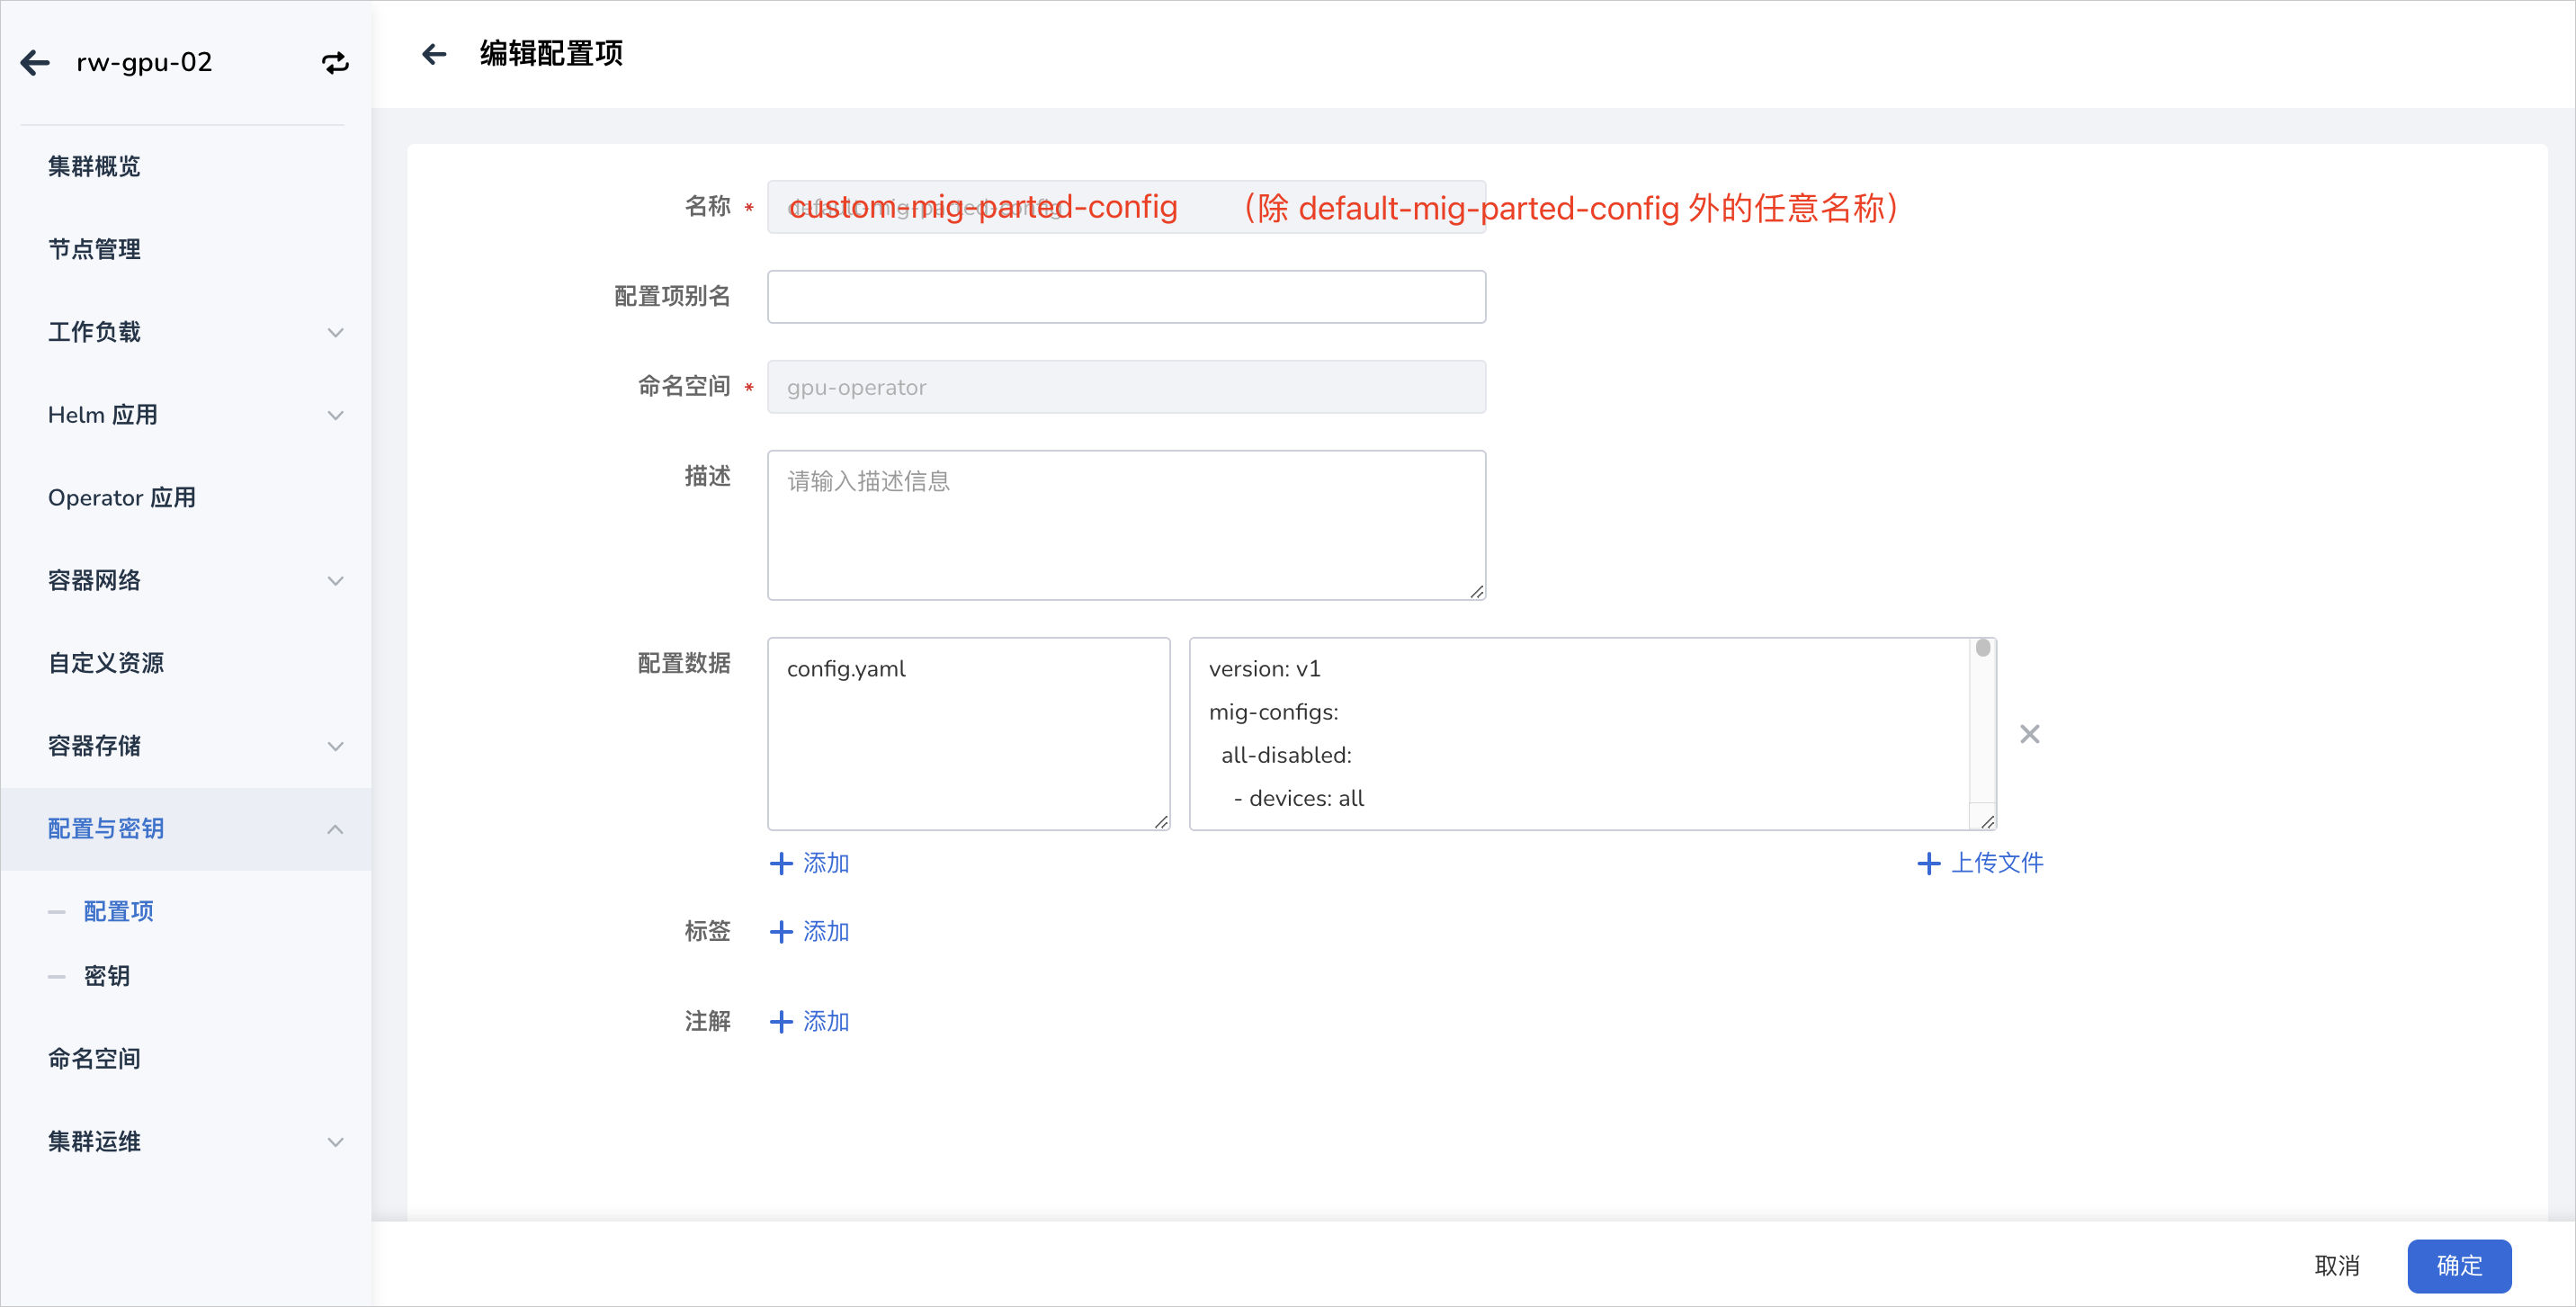 rw-gpu-02
集群概览
节点管理
工作负载
Helm 应用
Operator 应用
容器网络
自定义资源
容器存储
配置与密钥
配置项
密钥
命名空间
集群运维
编辑配置项
名称 * default-mig-parted-config custom-mig-parted-config （除 default-mig-parted-config 外的任意名称）
配置项别名
命名空间 * gpu-operator
描述 请输入描述信息
配置数据 config.yaml
version: v1
mig-configs:
all-disabled:
- devices: all
添加 上传文件
标签 添加
注解 添加
取消 确定